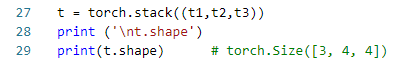 27 t = torch.stack((t1,t2,t3))
28 print ('\nt.shape')
29 print(t.shape) # torch.Size([3, 4, 4])